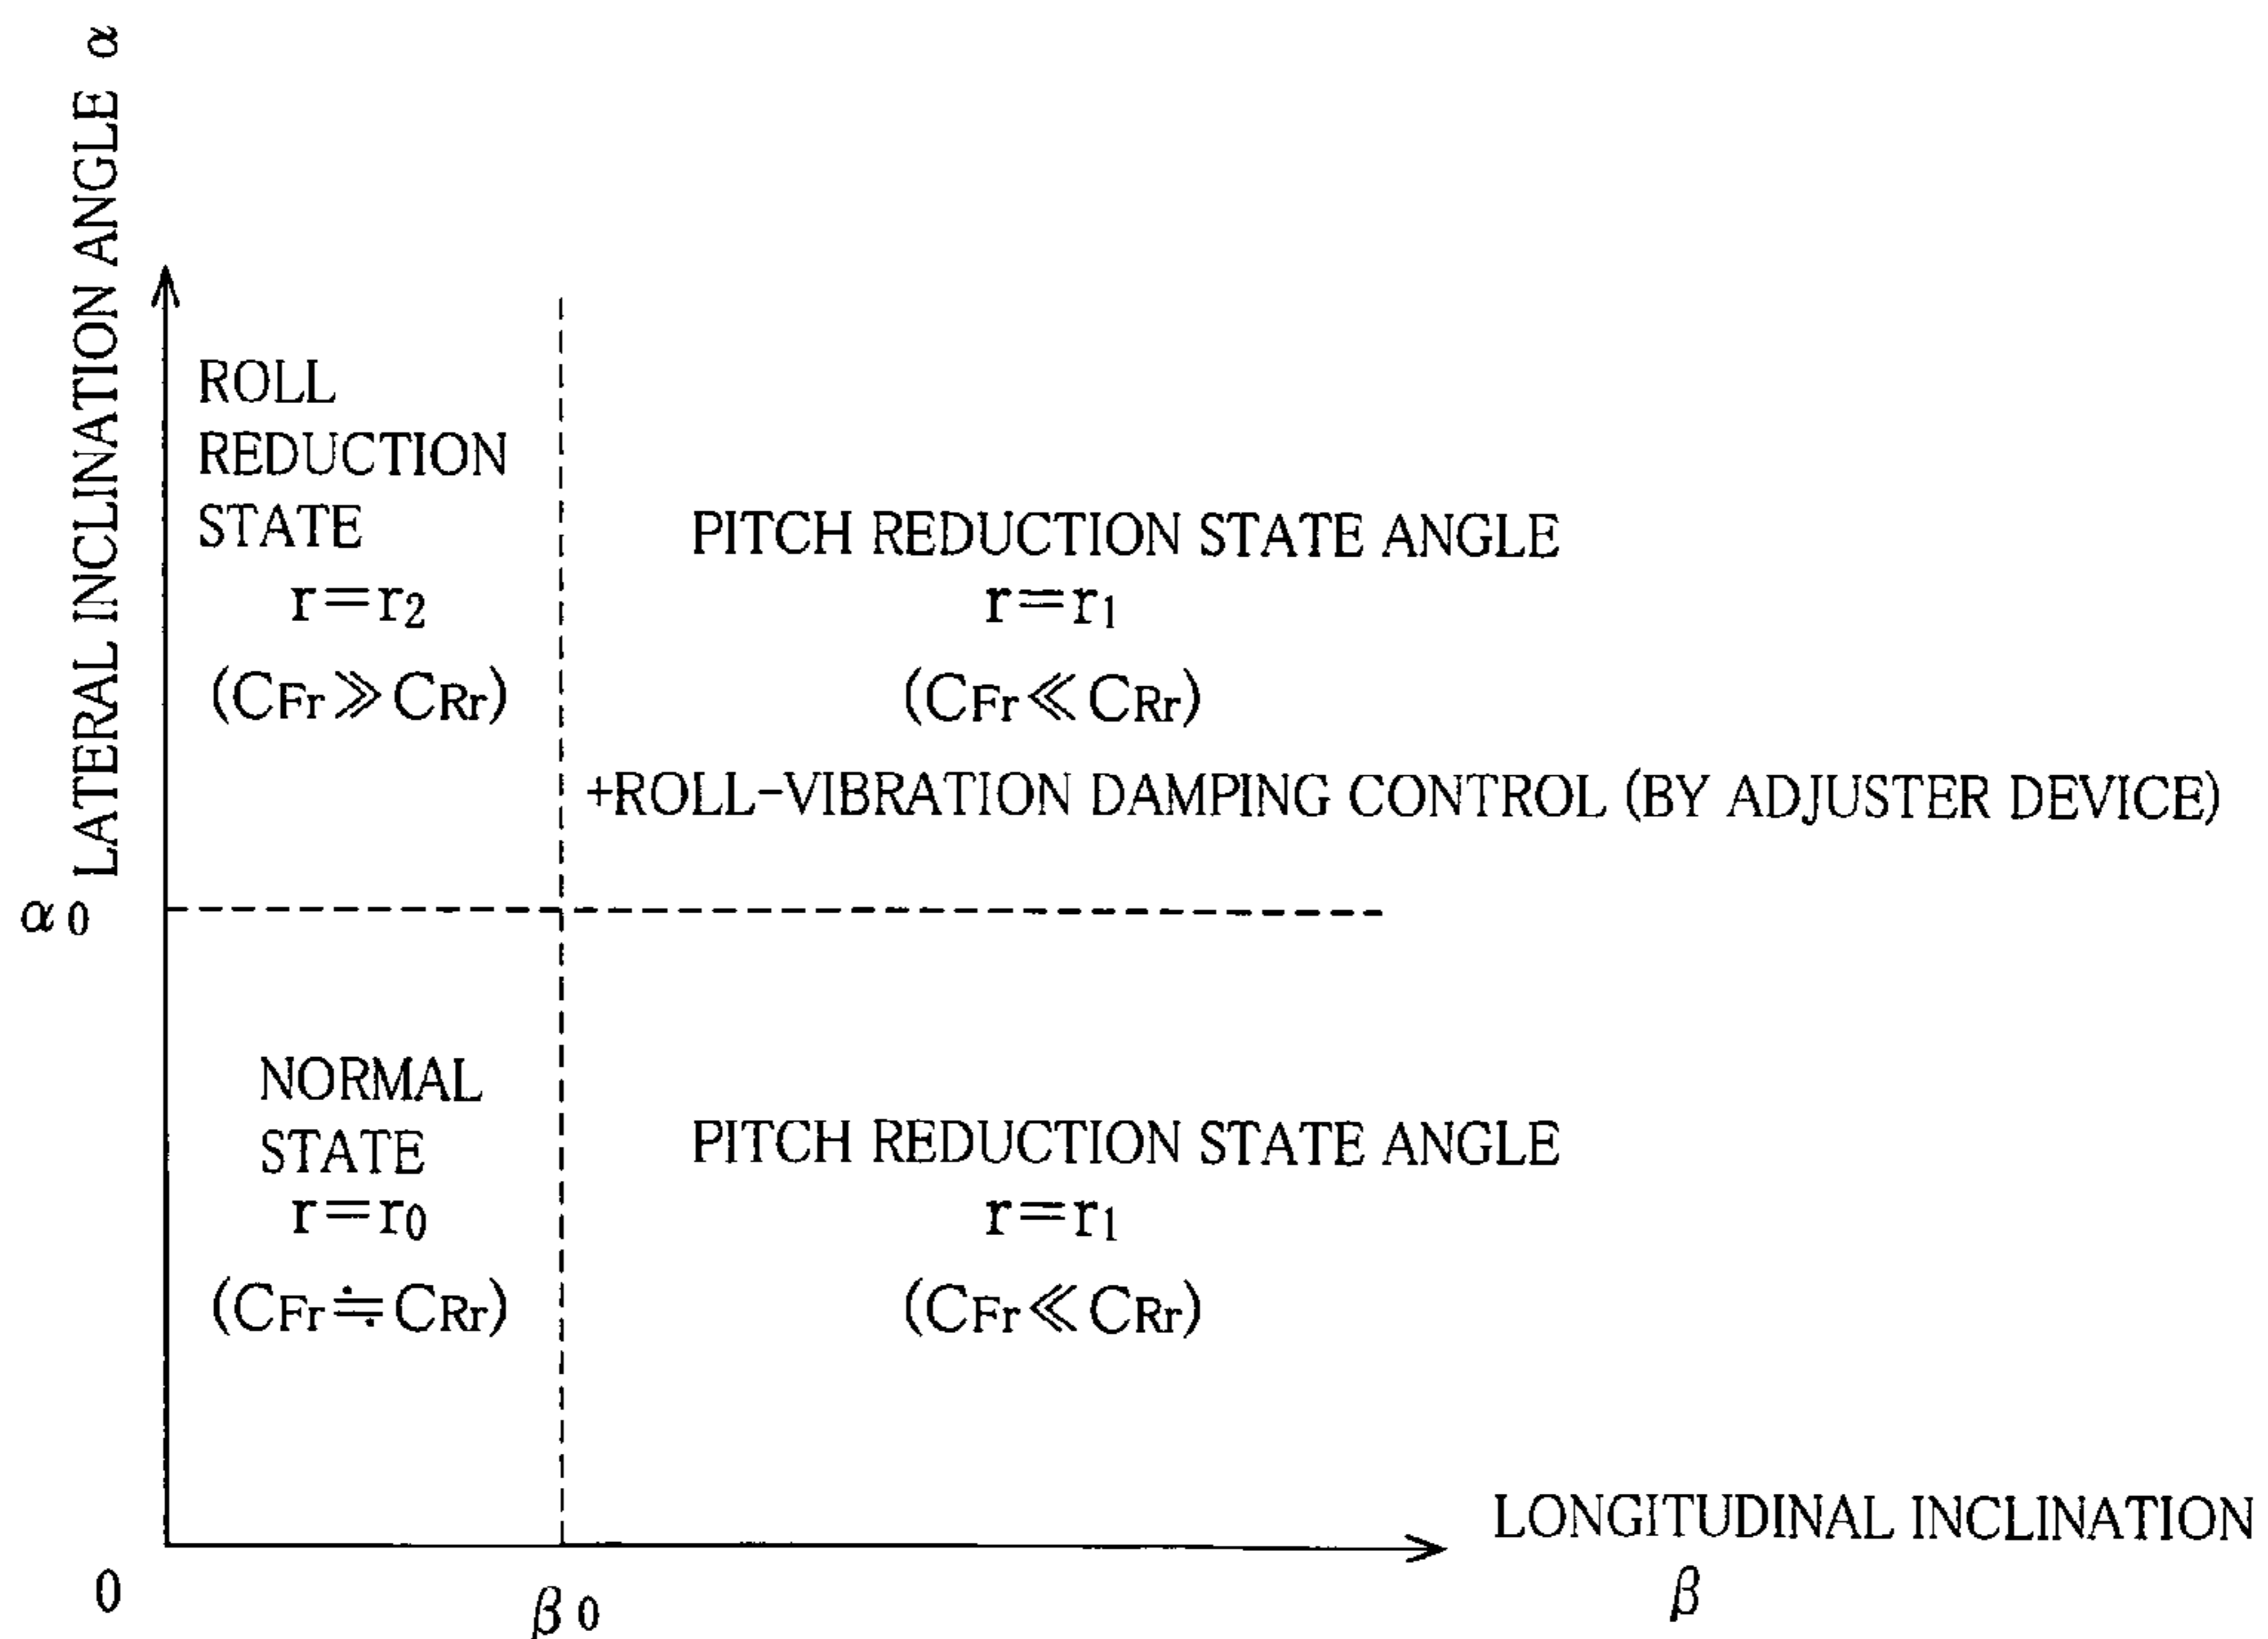 LATERAL INCLINATION ANGLE α
ROLL
REDUCTION
STATE
r=r2
(CFr≫CRr)
PITCH REDUCTION STATE ANGLE
r=r1
(CFr≪CRr)
+ROLL-VIBRATION DAMPING CONTROL (BY ADJUSTER DEVICE)
α0
NORMAL
STATE
r=r0
(CFr≒CRr)
PITCH REDUCTION STATE ANGLE
r=r1
(CFr≪CRr)
LONGITUDINAL INCLINATION
β
0
β0